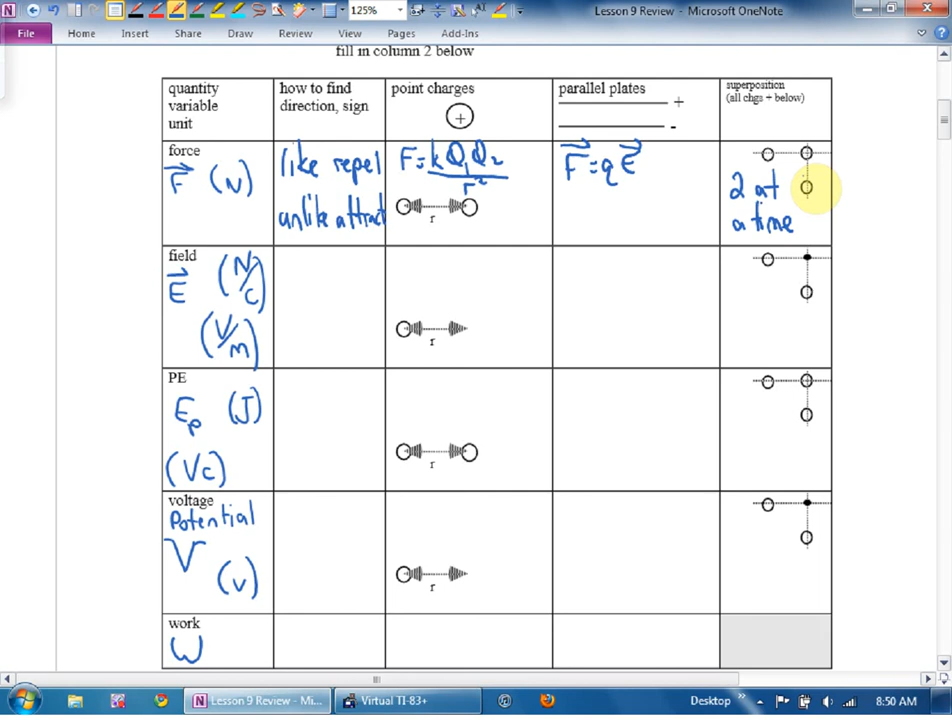 125%
Lesson 9 Review - Microsoft OneNote
File
Home
Insert
Share
Draw
Review
View
Pages
Add-Ins
fill in column 2 below
quantity
variable
unit
how to find
direction, sign
point charges
+
parallel plates
+
-
superposition
(all chgs + below)
force
F (N)
like repel
unlike attract
F = kQ₁Q₂
r²
r
F = qE
2 at
a time
field
E (N/C)
(V/m)
r
PE
Ep (J)
(VC)
r
voltage
Potential
V (v)
r
work
W
Lesson 9 Review - Mi...
Virtual TI-83+
Desktop
8:50 AM